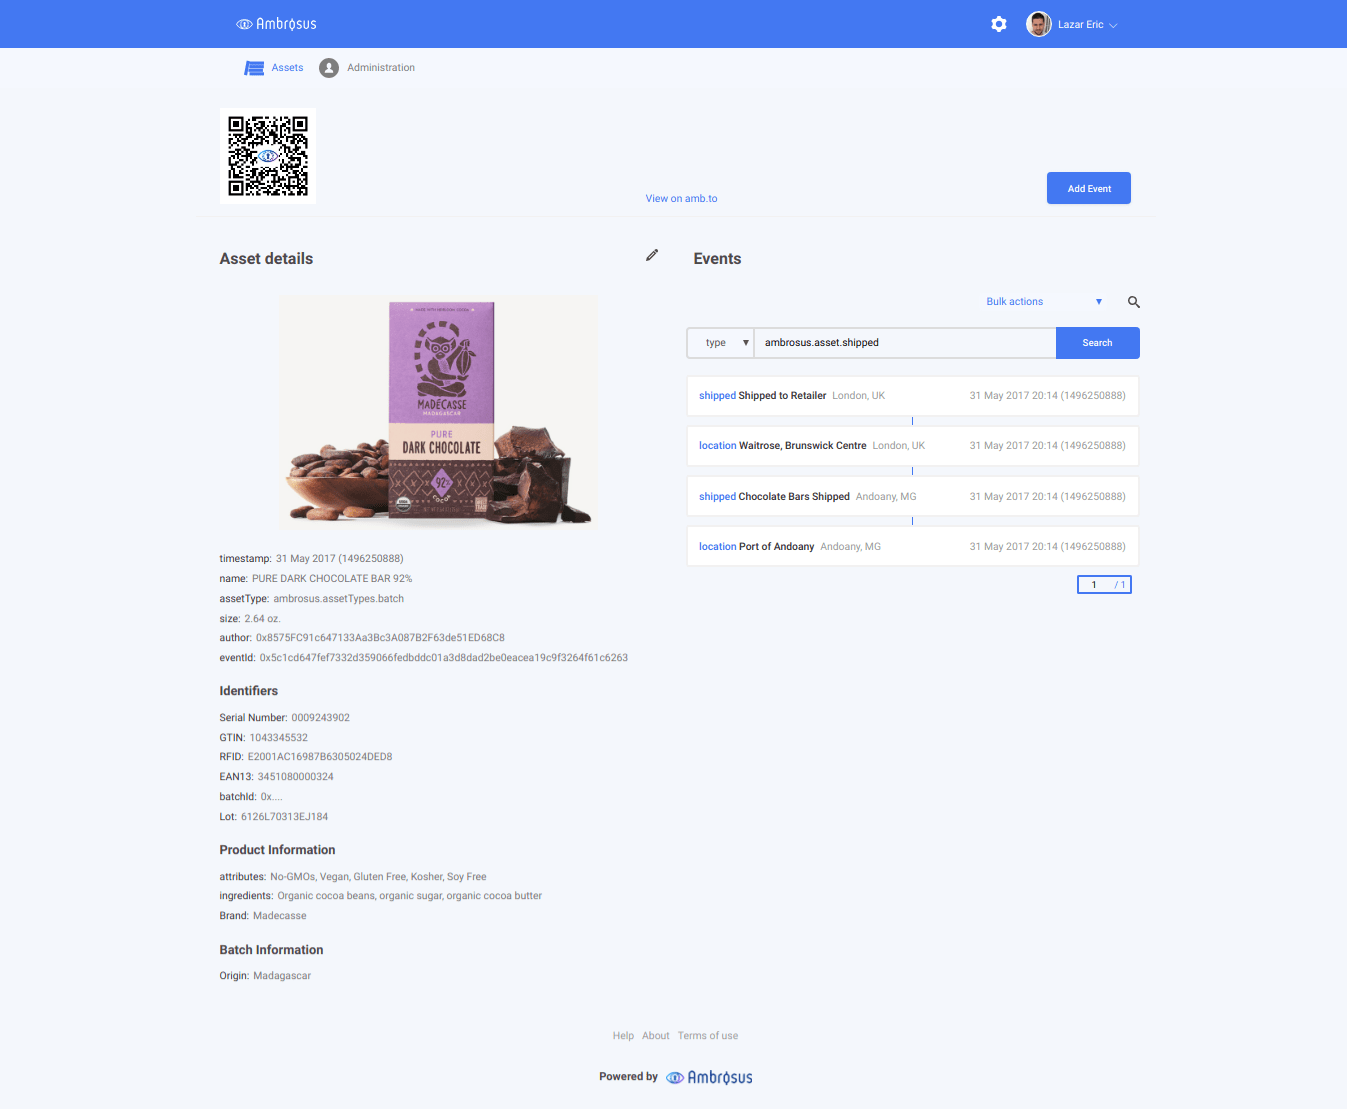 Ambrosus
Lazar Eric
Assets Administration
View on amb.to
Add Event
Asset details
MADE WITH HEIRLOOM COCOA
MADÉCASSE
MADAGASCAR
PURE
DARK CHOCOLATE
92%
COCOA
timestamp: 31 May 2017 (1496250888)
name: PURE DARK CHOCOLATE BAR 92%
assetType: ambrosus.assetTypes.batch
size: 2.64 oz.
author: 0x8575FC91c647133Aa3Bc3A087B2F63de51ED68C8
eventId: 0x5c1cd647fef7332d359066fedbddc01a3d8dad2be0eacea19c9f3264f61c6263
Identifiers
Serial Number: 0009243902
GTIN: 1043345532
RFID: E2001AC16987B6305024DED8
EAN13: 3451080000324
batchId: 0x....
Lot: 6126L70313EJ184
Product Information
attributes: No-GMOs, Vegan, Gluten Free, Kosher, Soy Free
ingredients: Organic cocoa beans, organic sugar, organic cocoa butter
Brand: Madecasse
Batch Information
Origin: Madagascar
Events
Bulk actions
type ambrosus.asset.shipped Search
shipped Shipped to Retailer London, UK 31 May 2017 20:14 (1496250888)
location Waitrose, Brunswick Centre London, UK 31 May 2017 20:14 (1496250888)
shipped Chocolate Bars Shipped Andoany, MG 31 May 2017 20:14 (1496250888)
location Port of Andoany Andoany, MG 31 May 2017 20:14 (1496250888)
1 / 1
Help About Terms of use
Powered by Ambrosus